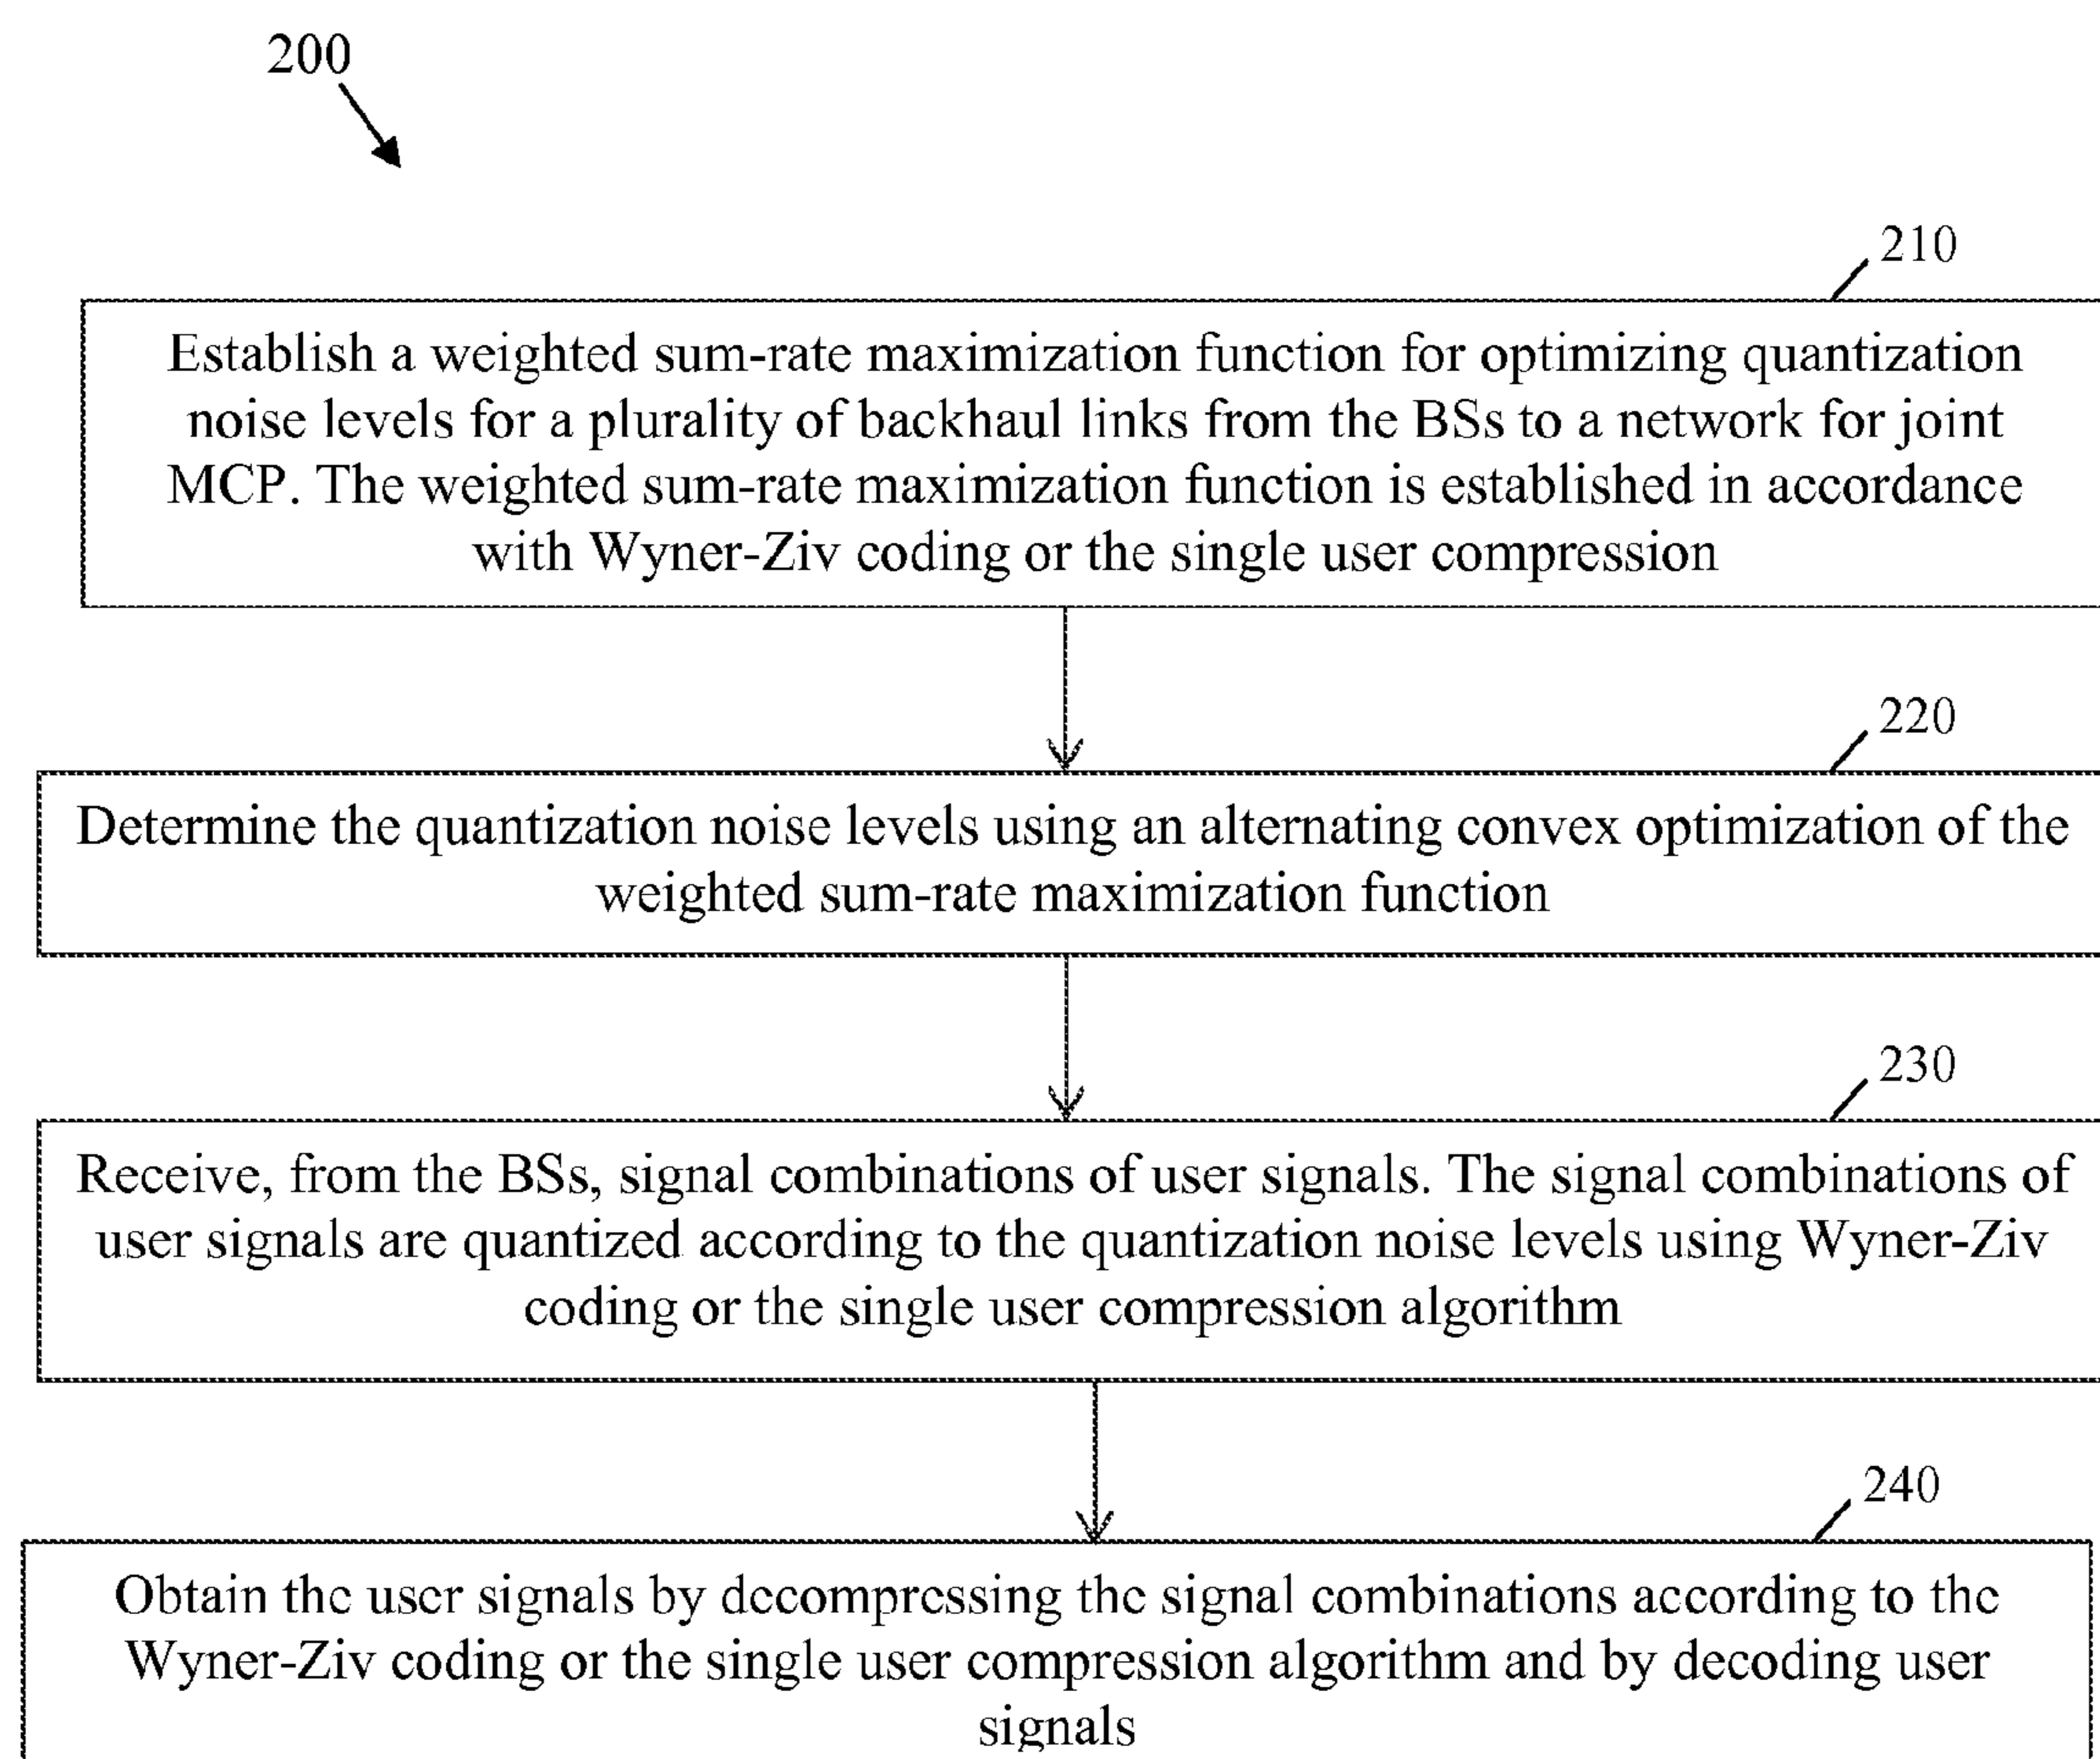 200
210
Establish a weighted sum-rate maximization function for optimizing quantization
noise levels for a plurality of backhaul links from the BSs to a network for joint
MCP. The weighted sum-rate maximization function is established in accordance
with Wyner-Ziv coding or the single user compression
220
Determine the quantization noise levels using an alternating convex optimization of the
weighted sum-rate maximization function
230
Receive, from the BSs, signal combinations of user signals. The signal combinations of
user signals are quantized according to the quantization noise levels using Wyner-Ziv
coding or the single user compression algorithm
240
Obtain the user signals by decompressing the signal combinations according to the
Wyner-Ziv coding or the single user compression algorithm and by decoding user
signals